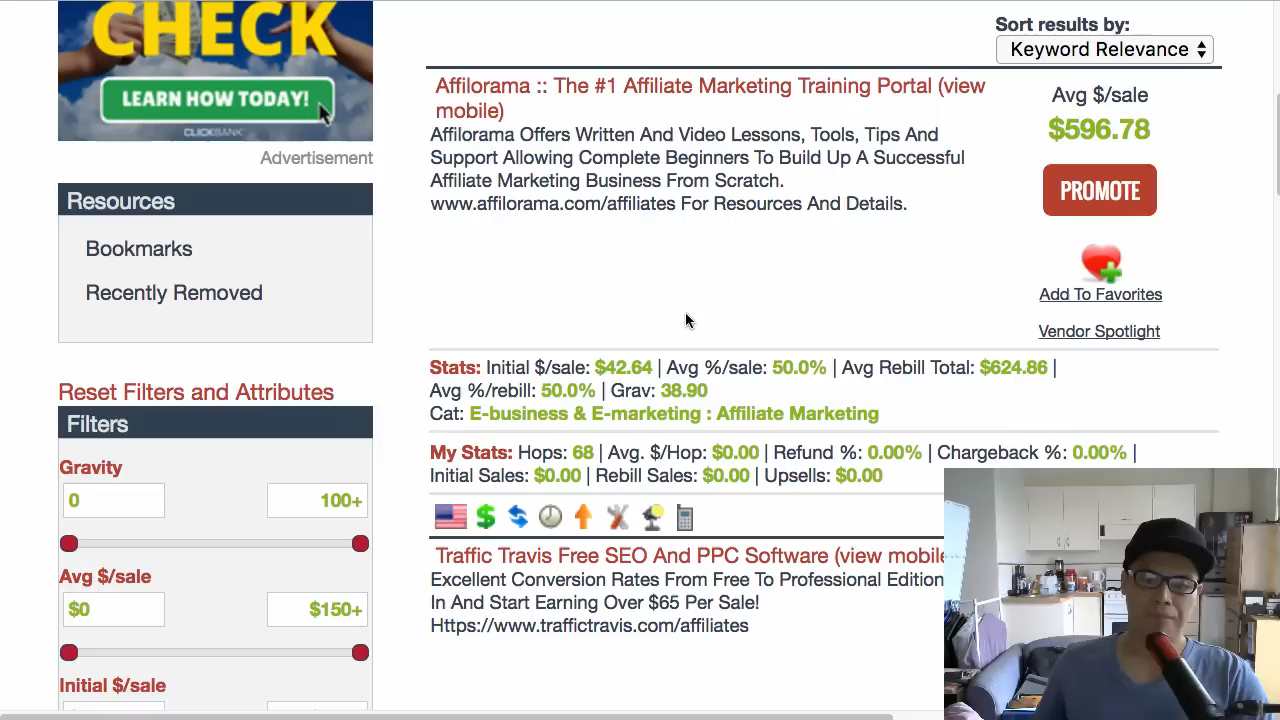 CHECK
LEARN HOW TODAY!
CLICKBANK
Advertisement
Resources
Bookmarks
Recently Removed
Reset Filters and Attributes
Filters
Gravity
0 100+
Avg $/sale
$0 $150+
Initial $/sale
Sort results by:
Keyword Relevance
Affilorama :: The #1 Affiliate Marketing Training Portal (view
mobile)
Affilorama Offers Written And Video Lessons, Tools, Tips And
Support Allowing Complete Beginners To Build Up A Successful
Affiliate Marketing Business From Scratch.
www.affilorama.com/affiliates For Resources And Details.
Avg $/sale
$596.78
PROMOTE
Add To Favorites
Vendor Spotlight
Stats: Initial $/sale: $42.64 | Avg %/sale: 50.0% | Avg Rebill Total: $624.86 |
Avg %/rebill: 50.0% | Grav: 38.90
Cat: E-business & E-marketing : Affiliate Marketing
My Stats: Hops: 68 | Avg. $/Hop: $0.00 | Refund %: 0.00% | Chargeback %: 0.00% |
Initial Sales: $0.00 | Rebill Sales: $0.00 | Upsells: $0.00
Traffic Travis Free SEO And PPC Software (view mobile
Excellent Conversion Rates From Free To Professional Edition
In And Start Earning Over $65 Per Sale!
Https://www.traffictravis.com/affiliates